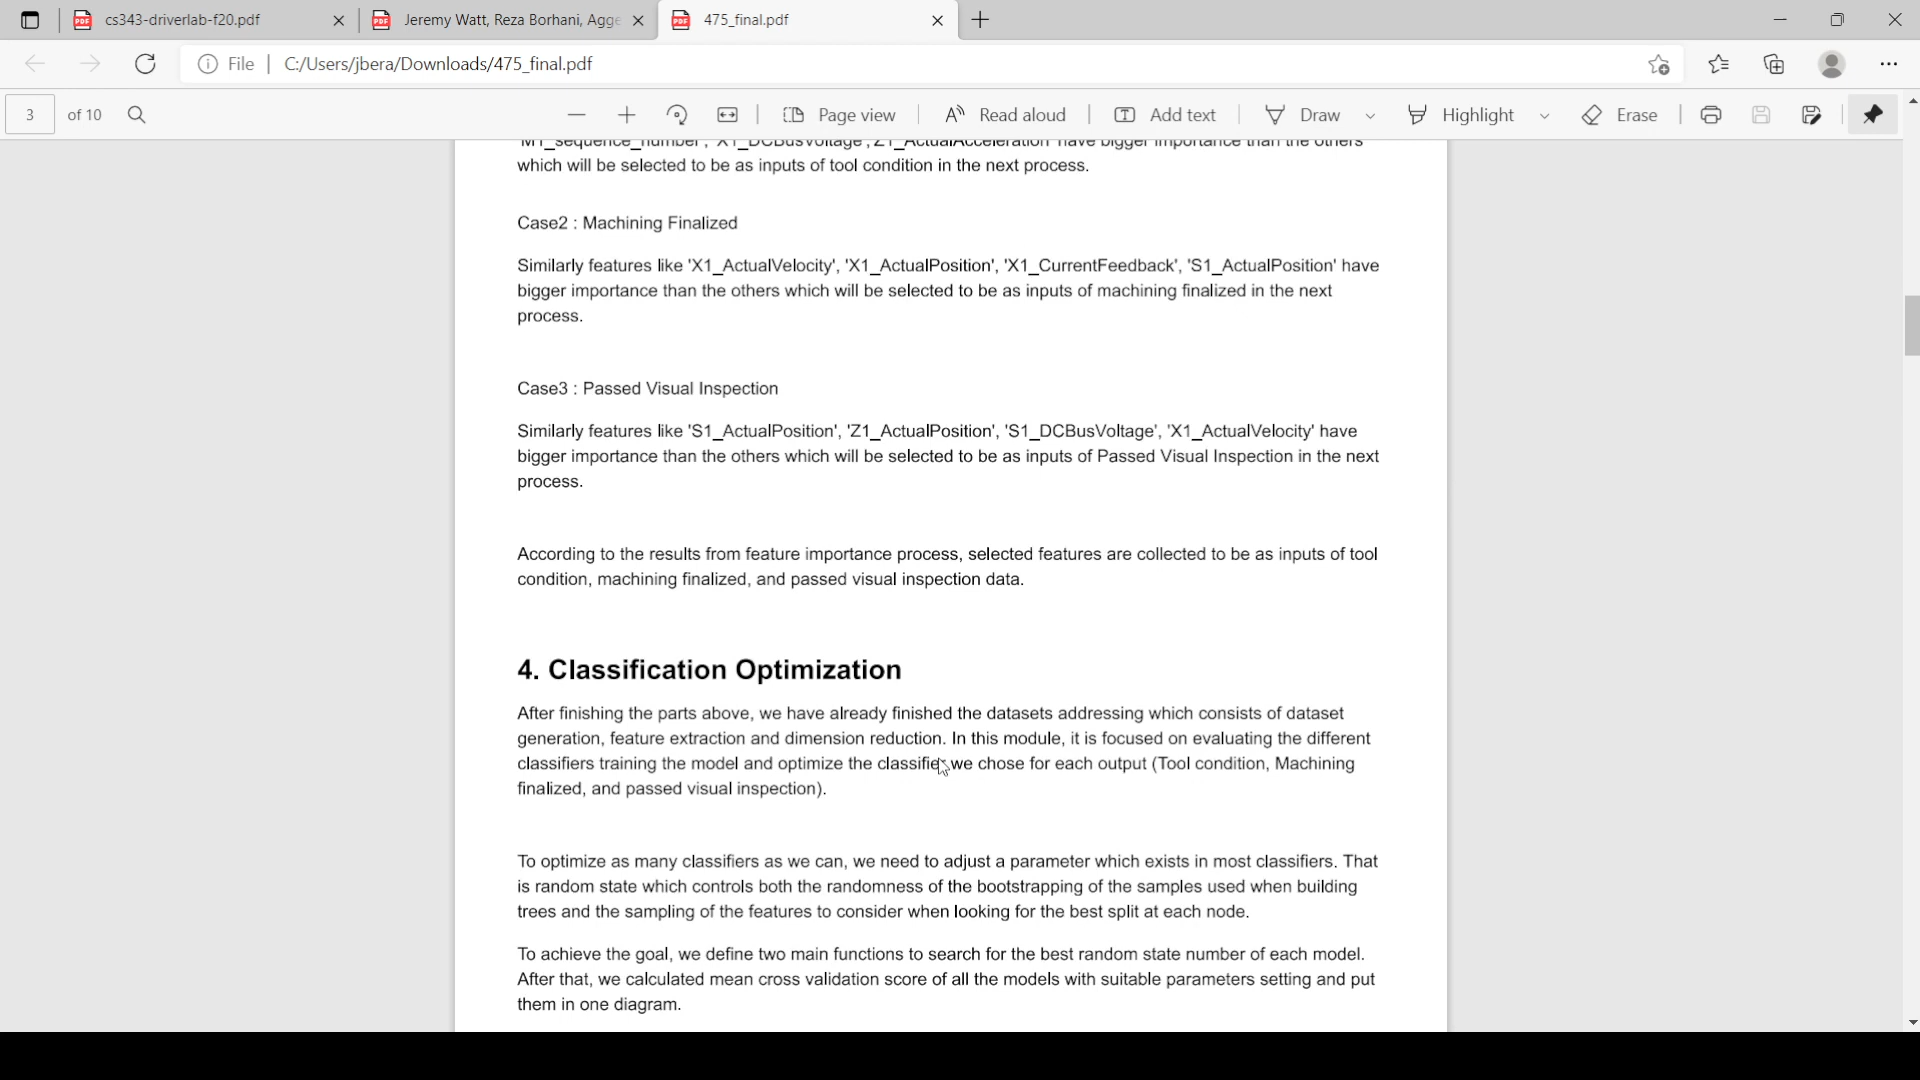 cs343-driverlab-f20.pdf
Jeremy Watt, Reza Borhani, Agge
475_final.pdf
File
C:/Users/jbera/Downloads/475_final.pdf
3 of 10
Page view
Read aloud
Add text
Draw
Highlight
Erase
'M1_sequence_number', 'X1_DCBusVoltage', 'Z1_ActualAcceleration' have bigger importance than the others
which will be selected to be as inputs of tool condition in the next process.
Case2 : Machining Finalized
Similarly features like 'X1_ActualVelocity', 'X1_ActualPosition', 'X1_CurrentFeedback', 'S1_ActualPosition' have
bigger importance than the others which will be selected to be as inputs of machining finalized in the next
process.
Case3 : Passed Visual Inspection
Similarly features like 'S1_ActualPosition', 'Z1_ActualPosition', 'S1_DCBusVoltage', 'X1_ActualVelocity' have
bigger importance than the others which will be selected to be as inputs of Passed Visual Inspection in the next
process.
According to the results from feature importance process, selected features are collected to be as inputs of tool
condition, machining finalized, and passed visual inspection data.
4. Classification Optimization
After finishing the parts above, we have already finished the datasets addressing which consists of dataset
generation, feature extraction and dimension reduction. In this module, it is focused on evaluating the different
classifiers training the model and optimize the classifier we chose for each output (Tool condition, Machining
finalized, and passed visual inspection).
To optimize as many classifiers as we can, we need to adjust a parameter which exists in most classifiers. That
is random state which controls both the randomness of the bootstrapping of the samples used when building
trees and the sampling of the features to consider when looking for the best split at each node.
To achieve the goal, we define two main functions to search for the best random state number of each model.
After that, we calculated mean cross validation score of all the models with suitable parameters setting and put
them in one diagram.